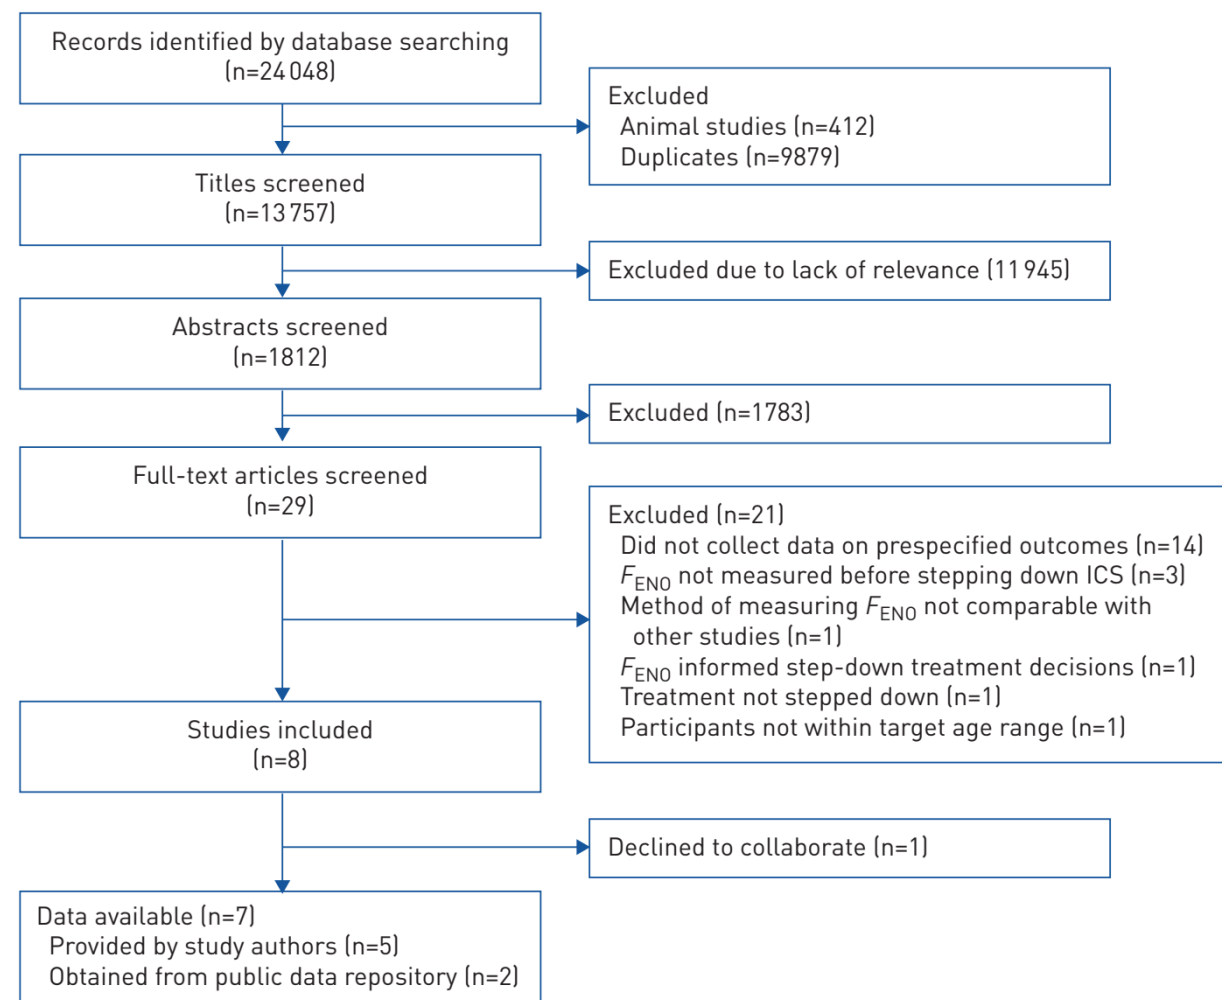 Records identified by database searching
(n=24 048)
Excluded
Animal studies (n=412)
Duplicates (n=9879)
Titles screened
(n=13 757)
Excluded due to lack of relevance (11 945)
Abstracts screened
(n=1812)
Excluded (n=1783)
Full-text articles screened
(n=29)
Excluded (n=21)
Did not collect data on prespecified outcomes (n=14)
FENO not measured before stepping down ICS (n=3)
Method of measuring FENO not comparable with
other studies (n=1)
FENO informed step-down treatment decisions (n=1)
Treatment not stepped down (n=1)
Participants not within target age range (n=1)
Studies included
(n=8)
Declined to collaborate (n=1)
Data available (n=7)
Provided by study authors (n=5)
Obtained from public data repository (n=2)